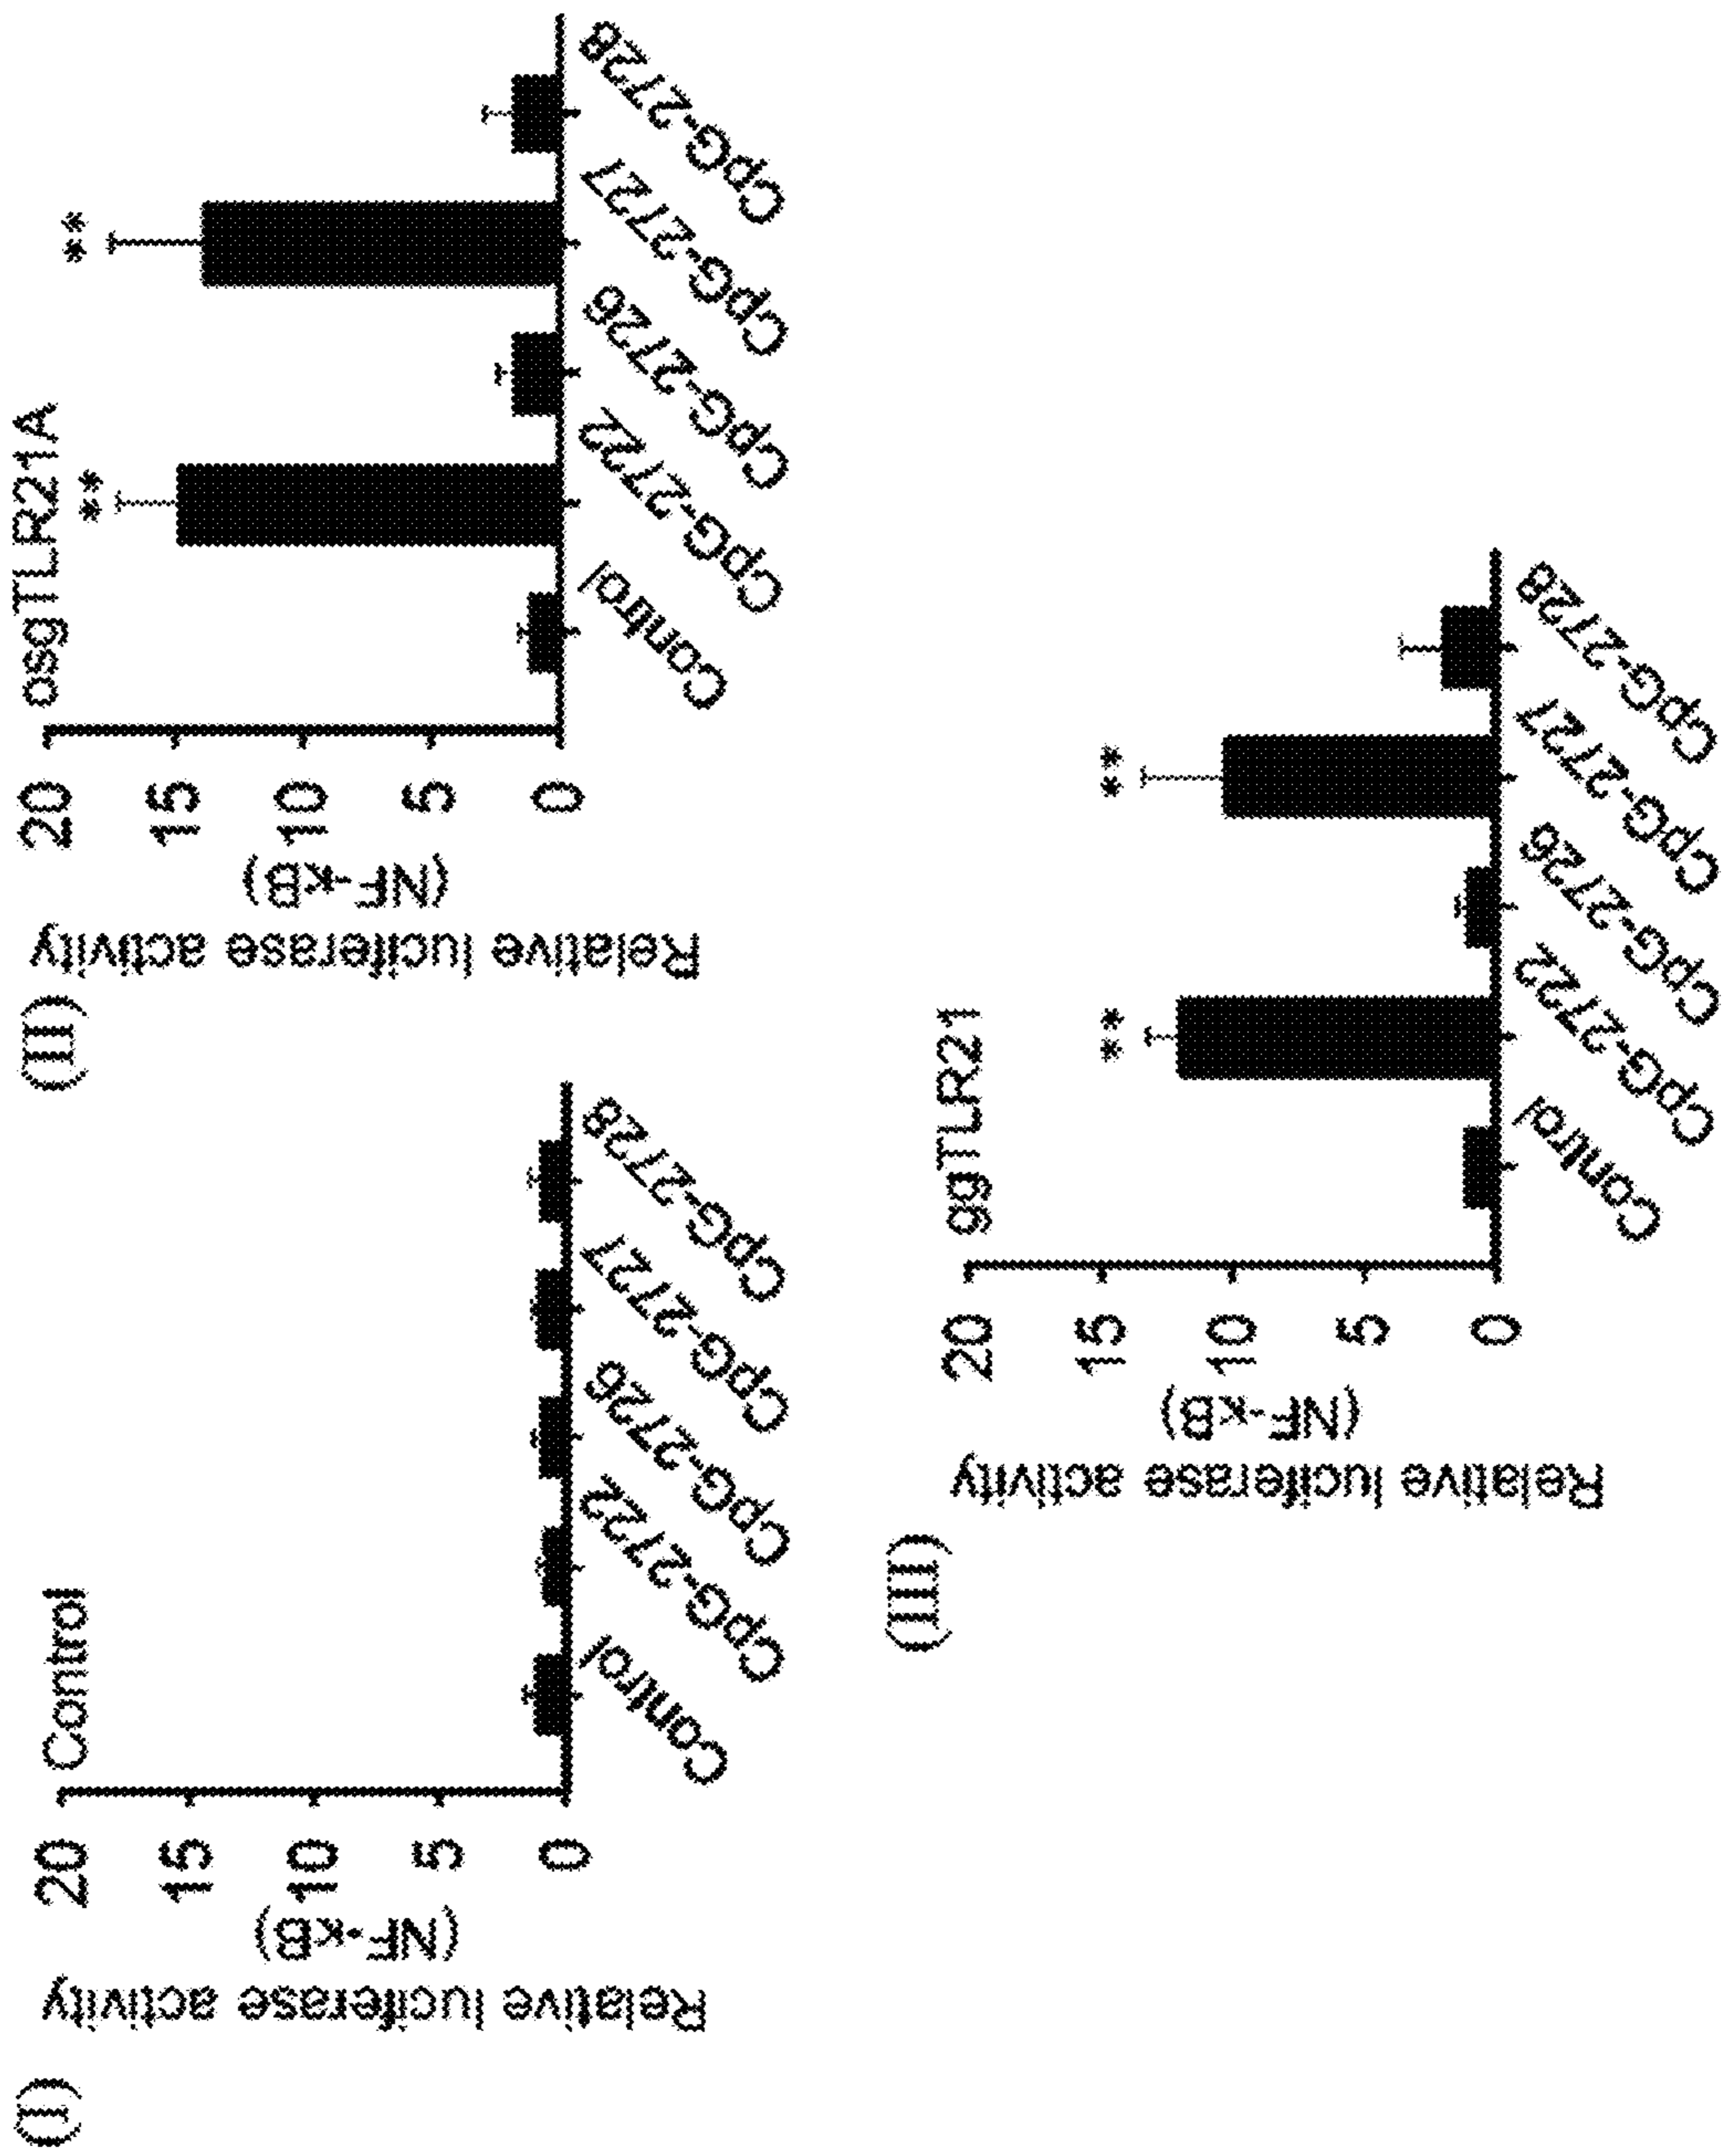 (I)
Control
Relative luciferase activity
(NF-κB)
20
15
10
5
0
Control
CpG-2722
CpG-2726
CpG-2727
CpG-2728
(II)
osgTLR21A
Relative luciferase activity
(NF-κB)
20
15
10
5
0
**
**
Control
CpG-2722
CpG-2726
CpG-2727
CpG-2728
(III)
ggTLR21
Relative luciferase activity
(NF-κB)
20
15
10
5
0
**
**
Control
CpG-2722
CpG-2726
CpG-2727
CpG-2728